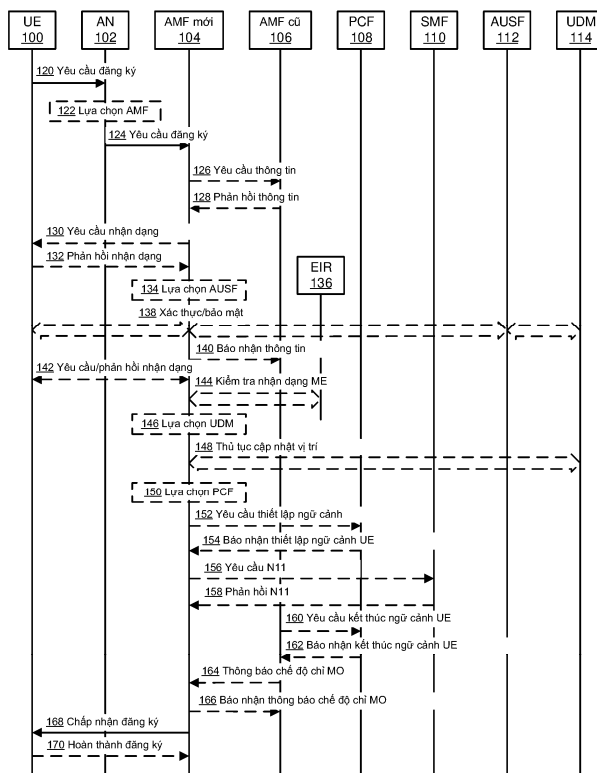 UE
100
AN
102
AMF mới
104
AMF cũ
106
PCF
108
SMF
110
AUSF
112
UDM
114
120 Yêu cầu đăng ký
122 Lựa chọn AMF
124 Yêu cầu đăng ký
126 Yêu cầu thông tin
128 Phản hồi thông tin
130 Yêu cầu nhận dạng
132 Phản hồi nhận dạng
EIR
136
134 Lựa chọn AUSF
138 Xác thực/bảo mật
140 Báo nhận thông tin
142 Yêu cầu/phản hồi nhận dạng
144 Kiểm tra nhận dạng ME
146 Lựa chọn UDM
148 Thủ tục cập nhật vị trí
150 Lựa chọn PCF
152 Yêu cầu thiết lập ngữ cảnh
154 Báo nhận thiết lập ngữ cảnh UE
156 Yêu cầu N11
158 Phản hồi N11
160 Yêu cầu kết thúc ngữ cảnh UE
162 Báo nhận kết thúc ngữ cảnh UE
164 Thông báo chế độ chỉ MO
166 Báo nhận thông báo chế độ chỉ MO
168 Chấp nhận đăng ký
170 Hoàn thành đăng ký